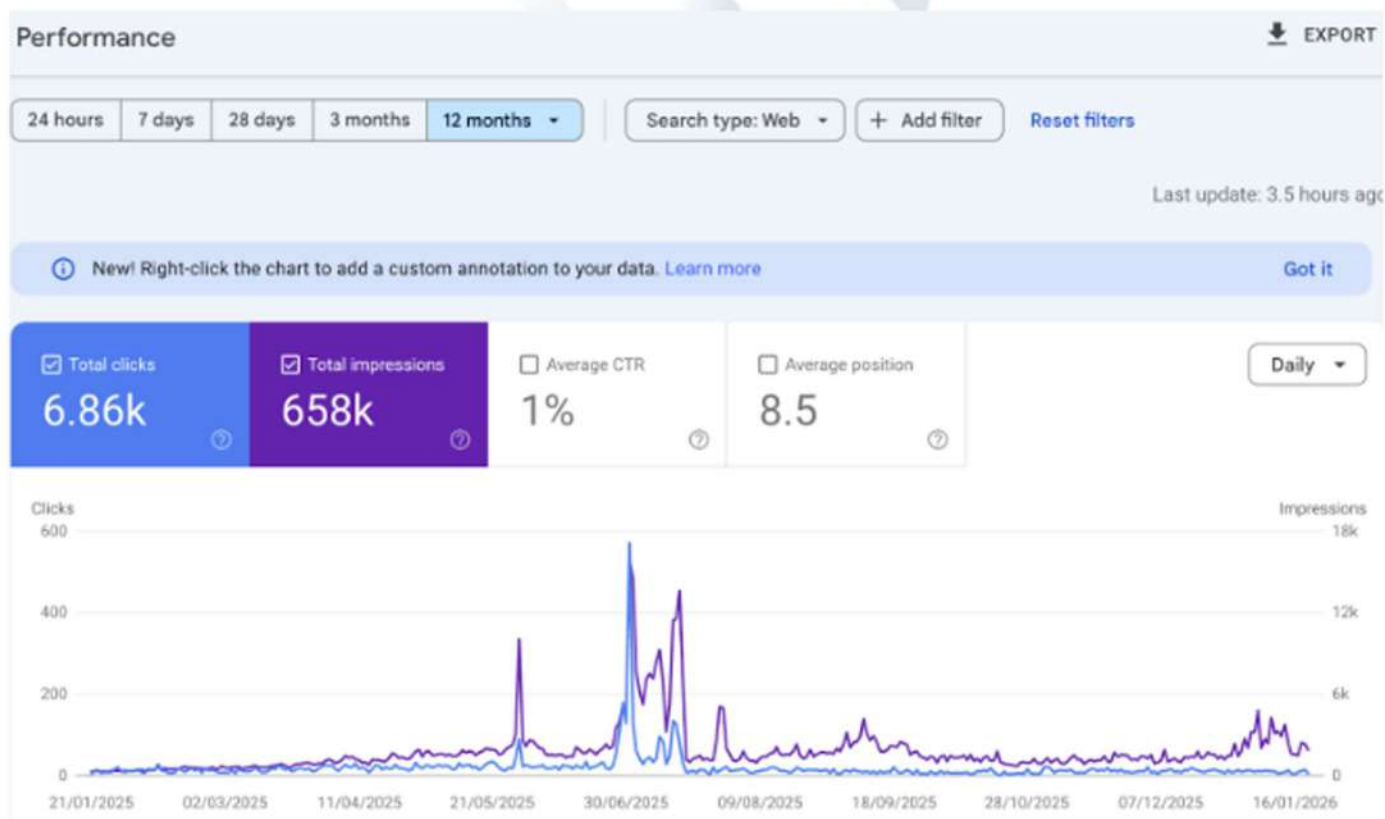 Performance
EXPORT
24 hours 7 days 28 days 3 months 12 months Search type: Web + Add filter Reset filters
Last update: 3.5 hours ago
New! Right-click the chart to add a custom annotation to your data. Learn more Got it
Total clicks Total impressions Average CTR Average position Daily
6.86k 658k 1% 8.5
Clicks Impressions
600 18k
400 12k
200 6k
0 0
21/01/2025 02/03/2025 11/04/2025 21/05/2025 30/06/2025 09/08/2025 18/09/2025 28/10/2025 07/12/2025 16/01/2026